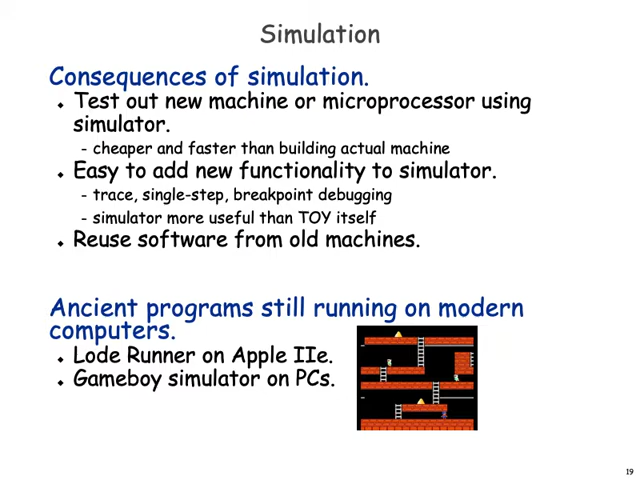 Simulation
Consequences of simulation.
Test out new machine or microprocessor using
simulator.
- cheaper and faster than building actual machine
Easy to add new functionality to simulator.
- trace, single-step, breakpoint debugging
- simulator more useful than TOY itself
Reuse software from old machines.
Ancient programs still running on modern
computers.
Lode Runner on Apple IIe.
Gameboy simulator on PCs.
19